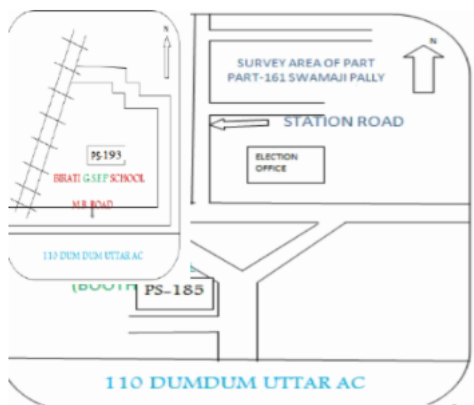 N
PS-193
BIRATI G.S.F.P SCHOOL
M.B. ROAD
110 DUM DUM UTTAR AC
N
SURVEY AREA OF PART
PART-161 SWAMAJI PALLY
STATION ROAD
ELECTION
OFFICE
(BOOTH
PS-185
110 DUMDUM UTTAR AC